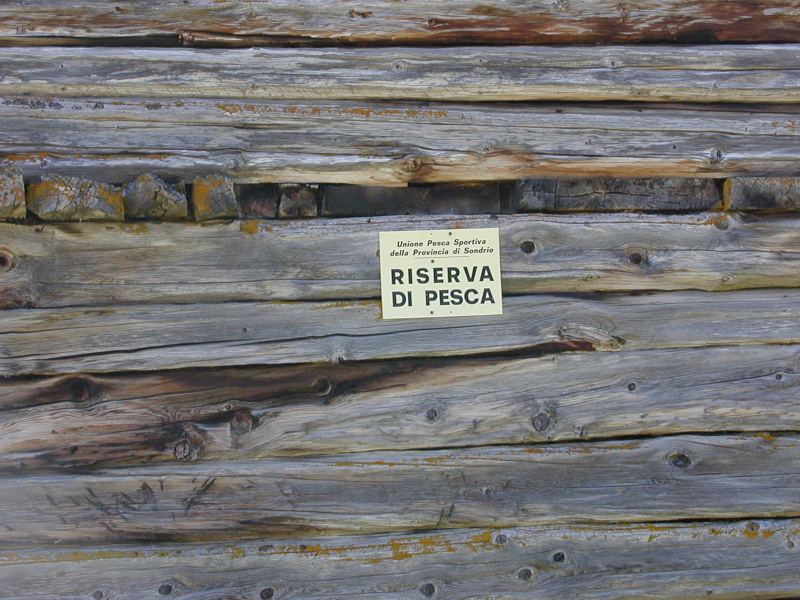 Unione Pesca Sportiva
della Provincia di Sondrio
RISERVA
DI PESCA